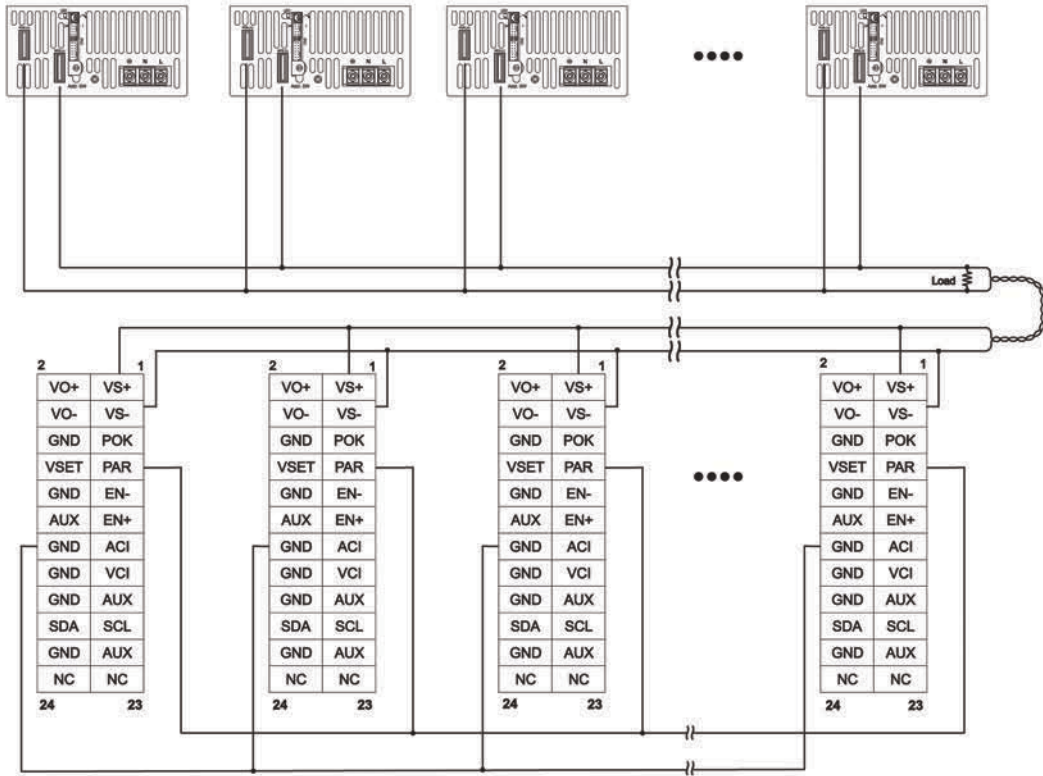 N L
N L
N L
N L
Load
2 1
VO+ VS+
VO- VS-
GND POK
VSET PAR
GND EN-
AUX EN+
GND ACI
GND VCI
GND AUX
SDA SCL
GND AUX
NC NC
24 23
2 1
VO+ VS+
VO- VS-
GND POK
VSET PAR
GND EN-
AUX EN+
GND ACI
GND VCI
GND AUX
SDA SCL
GND AUX
NC NC
24 23
2 1
VO+ VS+
VO- VS-
GND POK
VSET PAR
GND EN-
AUX EN+
GND ACI
GND VCI
GND AUX
SDA SCL
GND AUX
NC NC
24 23
2 1
VO+ VS+
VO- VS-
GND POK
VSET PAR
GND EN-
AUX EN+
GND ACI
GND VCI
GND AUX
SDA SCL
GND AUX
NC NC
24 23